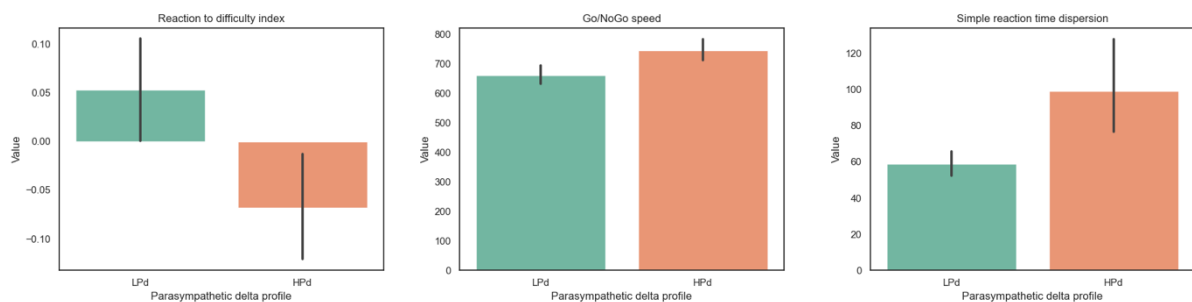 Reaction to difficulty index
0.10
0.05
0.00
−0.05
−0.10
Value
LPd
HPd
Parasympathetic delta profile
Go/NoGo speed
800
700
600
500
400
300
200
100
0
Value
LPd
HPd
Parasympathetic delta profile
Simple reaction time dispersion
120
100
80
60
40
20
0
Value
LPd
HPd
Parasympathetic delta profile